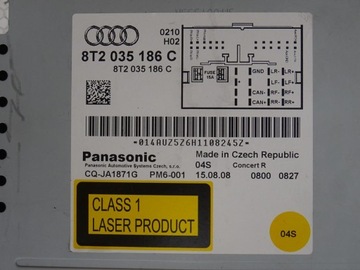 0210
H02
8T2 035 186 C
8T2 035 186 C
FUSE
15A
GND LR- LR+
+ LF- LF+
CAN+ RF- RF+
CAN- RR- RR+
-014AUZ5Z6H1108245Z-
Panasonic
Made in Czech Republic
Panasonic Automotive Systems Czech, s.r.o.
04S Concert R
CQ-JA1871G PM6-001 15.08.08 0800 0827
CLASS 1
LASER PRODUCT
04S